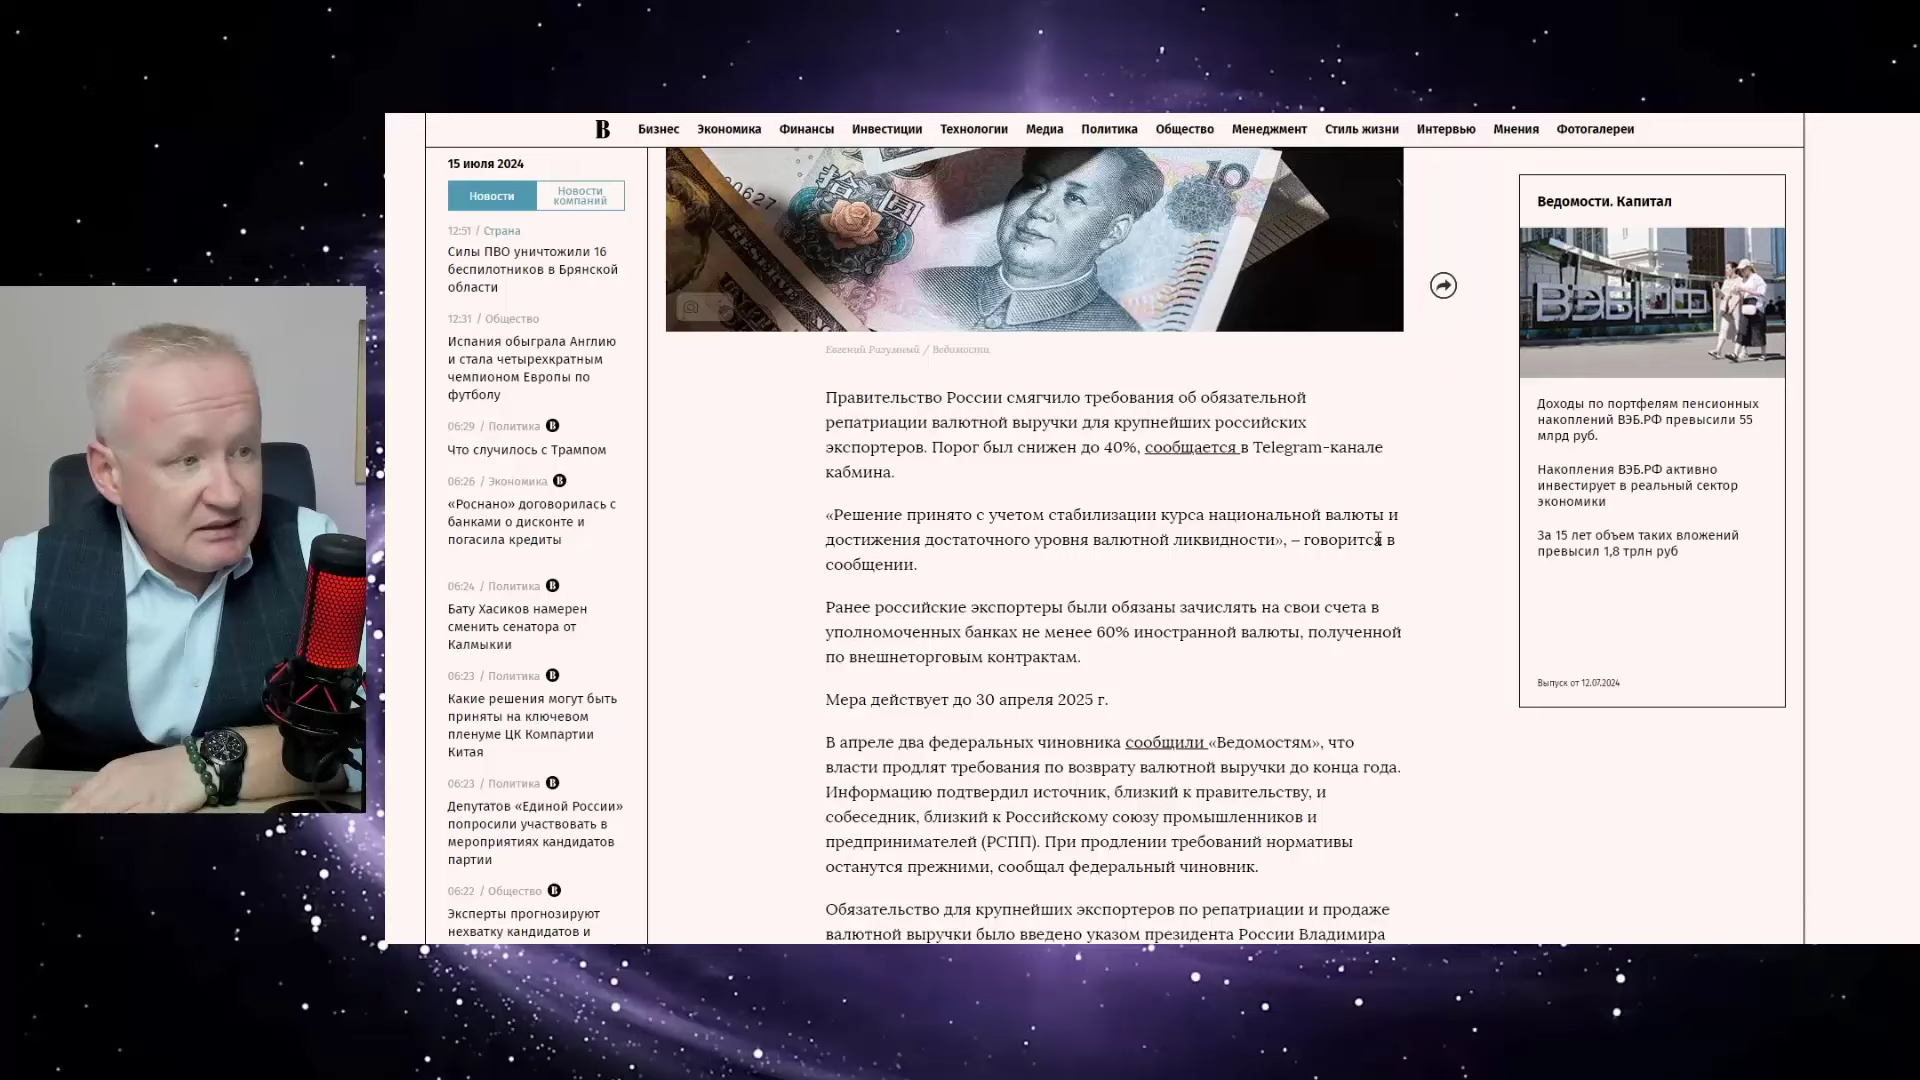 В
Бизнес Экономика Финансы Инвестиции Технологии Медиа Политика Общество Менеджмент Стиль жизни Интервью Мнения Фотогалереи
15 июля 2024
Новости
Новости
компаний
12:51 / Страна
Силы ПВО уничтожили 16
беспилотников в Брянской
области
12:31 / Общество
Испания обыграла Англию
и стала четырехкратным
чемпионом Европы по
футболу
06:29 / Политика В
Что случилось с Трампом
06:26 / Экономика В
«Роснано» договорилась с
банками о дисконте и
погасила кредиты
06:24 / Политика В
Бату Хасиков намерен
сменить сенатора от
Калмыкии
06:23 / Политика В
Какие решения могут быть
приняты на ключевом
пленуме ЦК Компартии
Китая
06:23 / Политика В
Депутатов «Единой России»
попросили участвовать в
мероприятиях кандидатов
партии
06:22 / Общество В
Эксперты прогнозируют
нехватку кандидатов и
10
拾圆
Евгений Разумный / Ведомости
Правительство России смягчило требования об обязательной
репатриации валютной выручки для крупнейших российских
экспортеров. Порог был снижен до 40%, сообщается в Telegram-канале
кабмина.
«Решение принято с учетом стабилизации курса национальной валюты и
достижения достаточного уровня валютной ликвидности», – говорится в
сообщении.
Ранее российские экспортеры были обязаны зачислять на свои счета в
уполномоченных банках не менее 60% иностранной валюты, полученной
по внешнеторговым контрактам.
Мера действует до 30 апреля 2025 г.
В апреле два федеральных чиновника сообщили «Ведомостям», что
власти продлят требования по возврату валютной выручки до конца года.
Информацию подтвердил источник, близкий к правительству, и
собеседник, близкий к Российскому союзу промышленников и
предпринимателей (РСПП). При продлении требований нормативы
останутся прежними, сообщал федеральный чиновник.
Обязательство для крупнейших экспортеров по репатриации и продаже
валютной выручки было введено указом президента России Владимира
Ведомости. Капитал
ВЭБ РФ
Доходы по портфелям пенсионных
накоплений ВЭБ.РФ превысили 55
млрд руб.
Накопления ВЭБ.РФ активно
инвестирует в реальный сектор
экономики
За 15 лет объем таких вложений
превысил 1,8 трлн руб
Выпуск от 12.07.2024